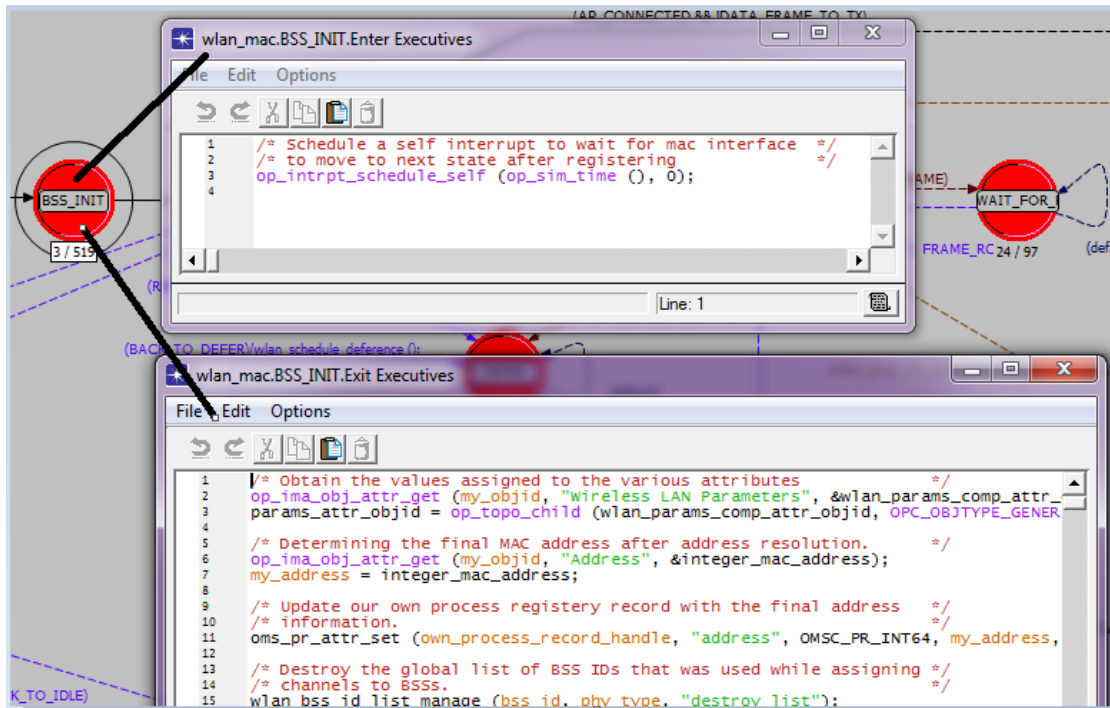 (AP_CONNECTED && !DATA_FRAME_TO_TX)
wlan_mac.BSS_INIT.Enter Executives
File Edit Options
1 /* Schedule a self interrupt to wait for mac interface */
2 /* to move to next state after registering */
3 op_intrpt_schedule_self (op_sim_time (), 0);
4
Line: 1
BSS_INIT
3 / 519
AME)
WAIT_FOR_
FRAME_RC
24 / 97
(def
(R
(BACK_TO_DEFER)/wlan_schedule_deference ();
wlan_mac.BSS_INIT.Exit Executives
File Edit Options
1 /* Obtain the values assigned to the various attributes */
2 op_ima_obj_attr_get (my_objid, "Wireless LAN Parameters", &wlan_params_comp_attr_
3 params_attr_objid = op_topo_child (wlan_params_comp_attr_objid, OPC_OBJTYPE_GENER
4
5 /* Determining the final MAC address after address resolution. */
6 op_ima_obj_attr_get (my_objid, "Address", &integer_mac_address);
7 my_address = integer_mac_address;
8
9 /* Update our own process registery record with the final address */
10 /* information. */
11 oms_pr_attr_set (own_process_record_handle, "address", OMSC_PR_INT64, my_address,
12
13 /* Destroy the global list of BSS IDs that was used while assigning */
14 /* channels to BSSs. */
15 wlan_bss_id_list_manage (bss_id, phy_type, "destroy_list");
K_TO_IDLE)